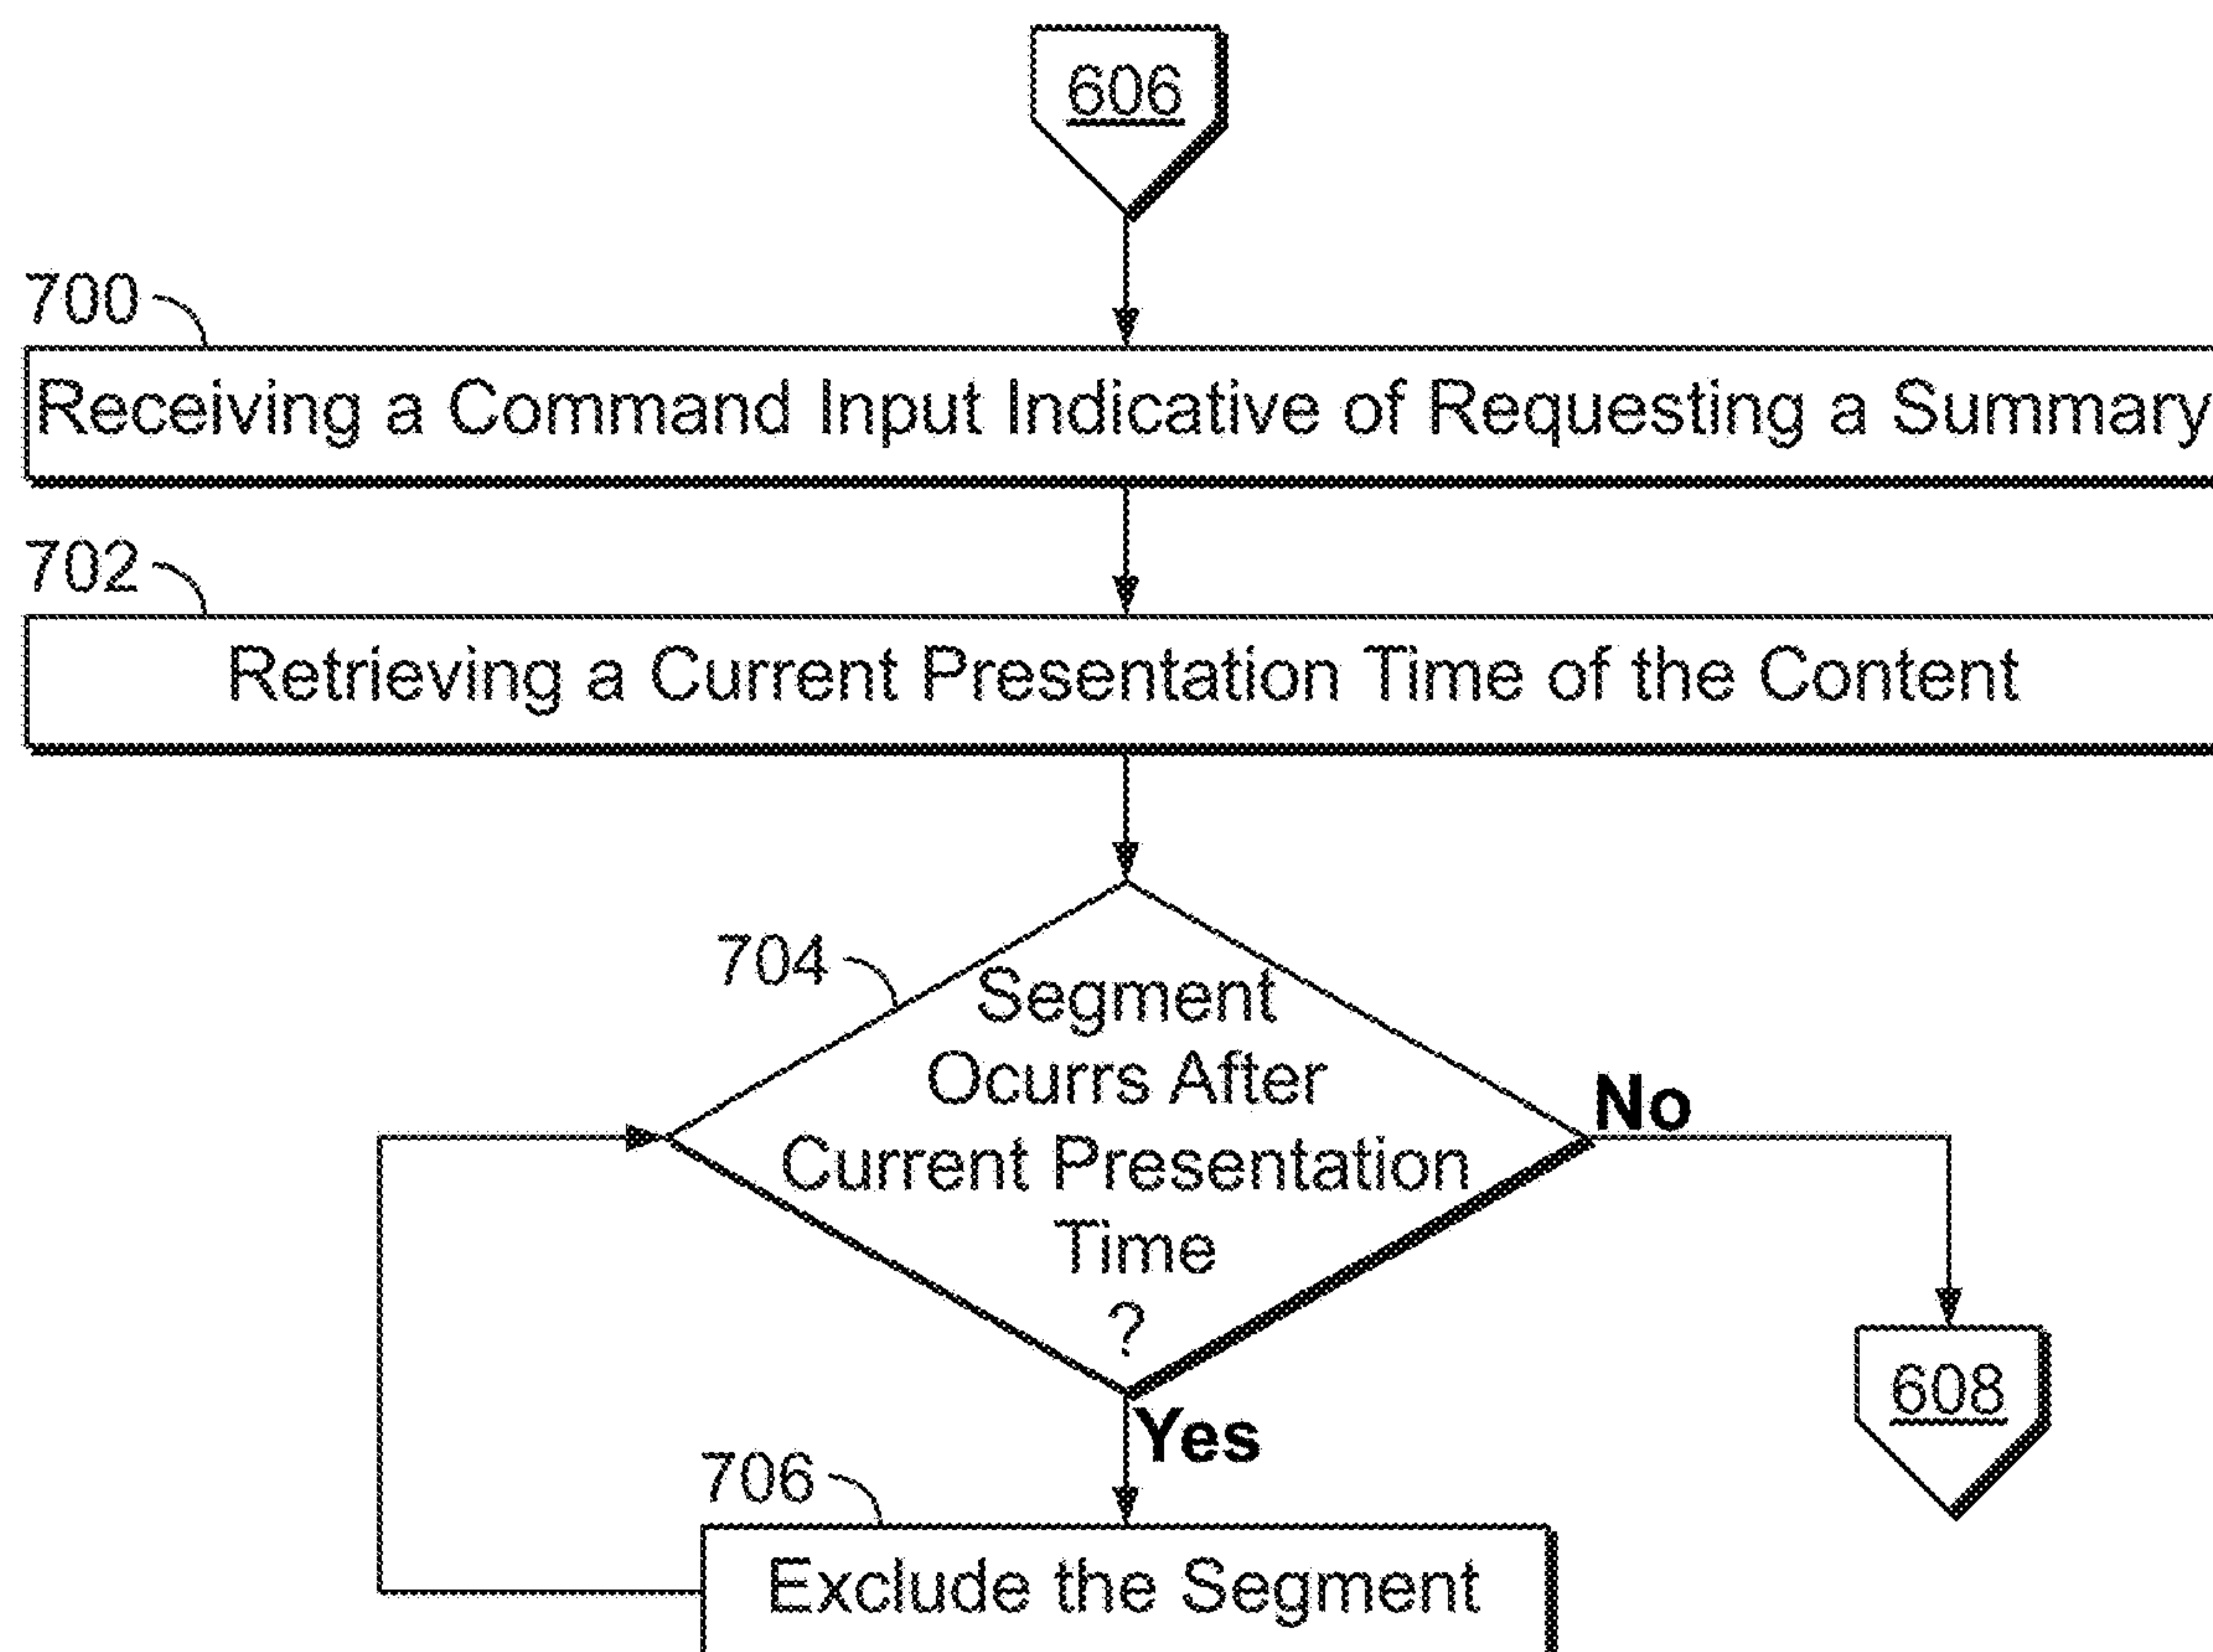 606
700
Receiving a Command Input Indicative of Requesting a Summary
702
Retrieving a Current Presentation Time of the Content
704
Segment
Ocurrs After
Current Presentation
Time
?
No
Yes
608
706
Exclude the Segment